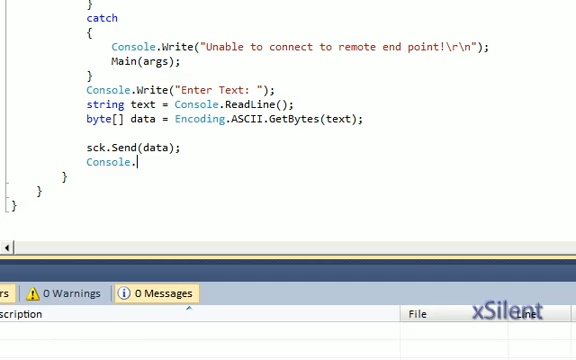 }
catch
{
Console.Write("Unable to connect to remote end point!\r\n");
Main(args);
}
Console.Write("Enter Text: ");
string text = Console.ReadLine();
byte[] data = Encoding.ASCII.GetBytes(text);
sck.Send(data);
Console.
}
}
}
rs 0 Warnings 0 Messages
scription File Line
xSilent